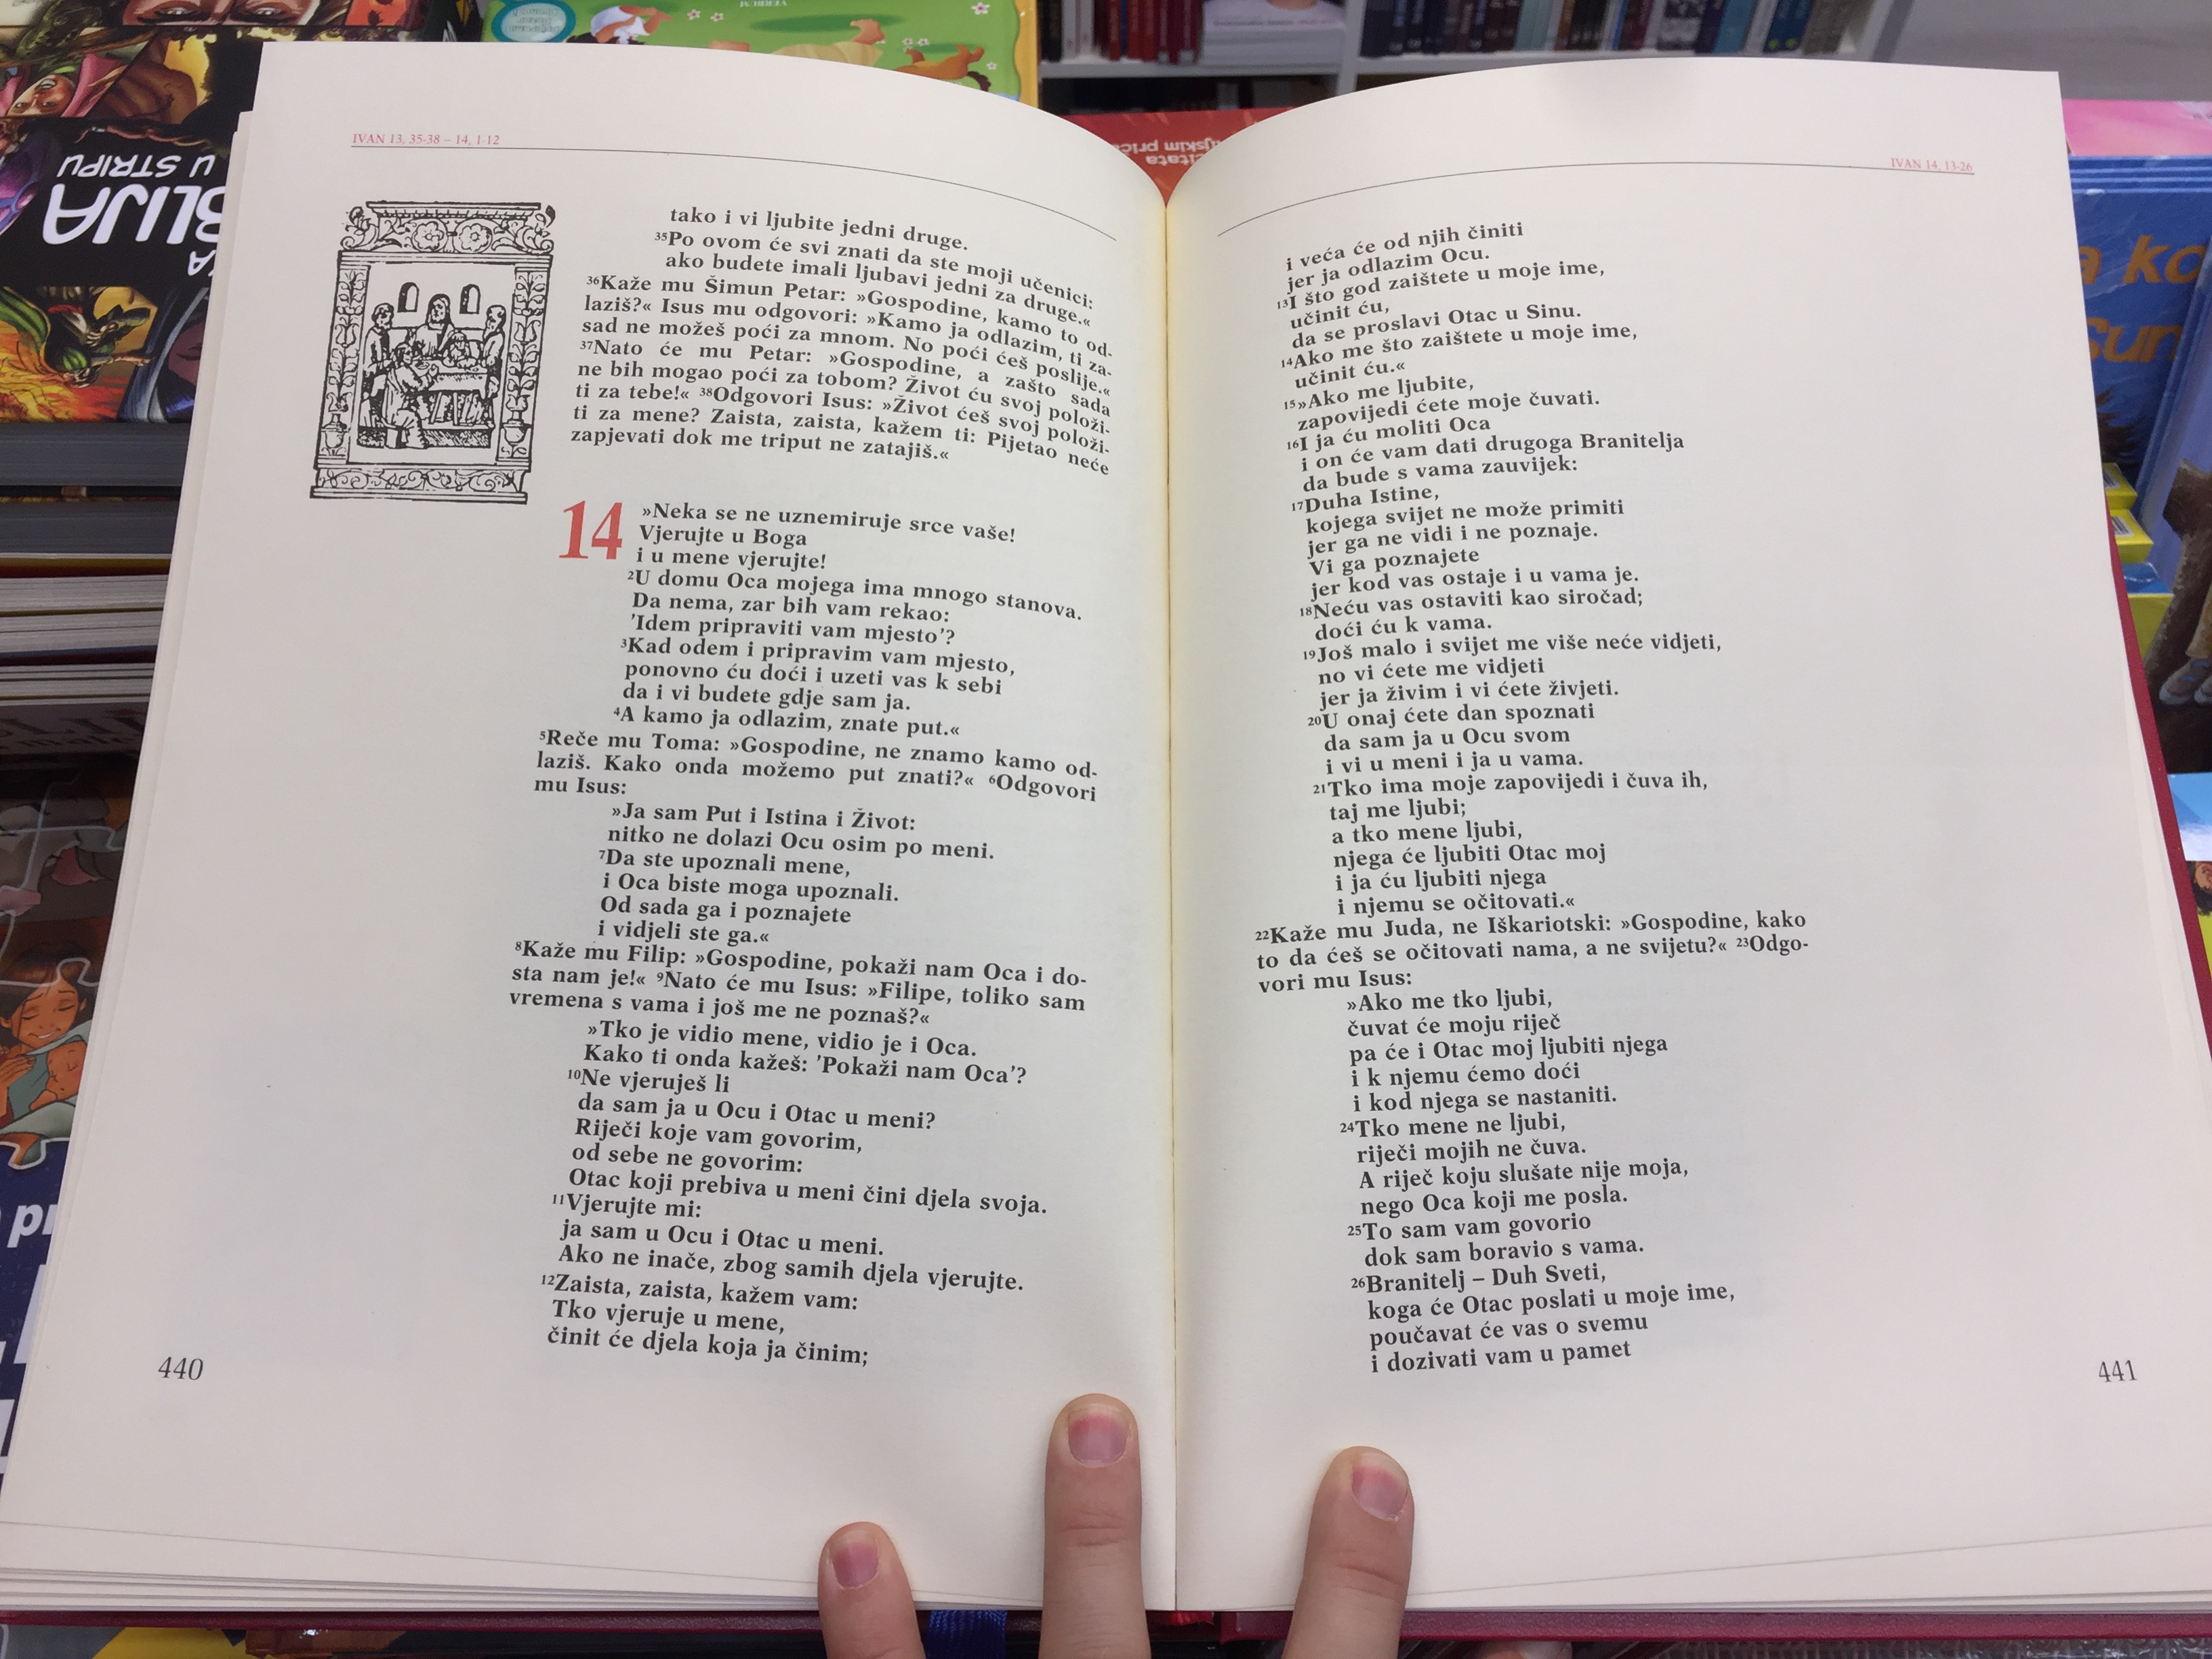 IVAN 13, 35-38 – 14, 1-12
tako i vi ljubite jedni druge.
35Po ovom će svi znati da ste moji učenici:
ako budete imali ljubavi jedni za druge.«
36Kaže mu Šimun Petar: »Gospodine, kamo to od-
laziš?« Isus mu odgovori: »Kamo ja odlazim, ti za-
sad ne možeš poći za mnom. No poći ćeš poslije.«
37Nato će mu Petar: »Gospodine, a zašto sada
ne bih mogao poći za tobom? Život ću svoj položi-
ti za tebe!« 38Odgovori Isus: »Život ćeš svoj položi-
ti za mene? Zaista, zaista, kažem ti: Pijetao neće
zapjevati dok me triput ne zatajiš.«
14 »Neka se ne uznemiruje srce vaše!
Vjerujte u Boga
i u mene vjerujte!
2U domu Oca mojega ima mnogo stanova.
Da nema, zar bih vam rekao:
'Idem pripraviti vam mjesto'?
3Kad odem i pripravim vam mjesto,
ponovno ću doći i uzeti vas k sebi
da i vi budete gdje sam ja.
4A kamo ja odlazim, znate put.«
5Reče mu Toma: »Gospodine, ne znamo kamo od-
laziš. Kako onda možemo put znati?« 6Odgovori
mu Isus:
»Ja sam Put i Istina i Život:
nitko ne dolazi Ocu osim po meni.
7Da ste upoznali mene,
i Oca biste moga upoznali.
Od sada ga i poznajete
i vidjeli ste ga.«
8Kaže mu Filip: »Gospodine, pokaži nam Oca i do-
sta nam je!« 9Nato će mu Isus: »Filipe, toliko sam
vremena s vama i još me ne poznaš?«
»Tko je vidio mene, vidio je i Oca.
Kako ti onda kažeš: 'Pokaži nam Oca'?
10Ne vjeruješ li
da sam ja u Ocu i Otac u meni?
Riječi koje vam govorim,
od sebe ne govorim:
Otac koji prebiva u meni čini djela svoja.
11Vjerujte mi:
ja sam u Ocu i Otac u meni.
Ako ne inače, zbog samih djela vjerujte.
12Zaista, zaista, kažem vam:
Tko vjeruje u mene,
činit će djela koja ja činim;
440
IVAN 14, 13-26
i veća će od njih činiti
jer ja odlazim Ocu.
13I što god zaištete u moje ime,
učinit ću,
da se proslavi Otac u Sinu.
14Ako me što zaištete u moje ime,
učinit ću.«
15»Ako me ljubite,
zapovijedi ćete moje čuvati.
16I ja ću moliti Oca
i on će vam dati drugoga Branitelja
da bude s vama zauvijek:
17Duha Istine,
kojega svijet ne može primiti
jer ga ne vidi i ne poznaje.
Vi ga poznajete
jer kod vas ostaje i u vama je.
18Neću vas ostaviti kao siročad;
doći ću k vama.
19Još malo i svijet me više neće vidjeti,
no vi ćete me vidjeti
jer ja živim i vi ćete živjeti.
20U onaj ćete dan spoznati
da sam ja u Ocu svom
i vi u meni i ja u vama.
21Tko ima moje zapovijedi i čuva ih,
taj me ljubi;
a tko mene ljubi,
njega će ljubiti Otac moj
i ja ću ljubiti njega
i njemu se očitovati.«
22Kaže mu Juda, ne Iškariotski: »Gospodine, kako
to da ćeš se očitovati nama, a ne svijetu?« 23Odgo-
vori mu Isus:
»Ako me tko ljubi,
čuvat će moju riječ
pa će i Otac moj ljubiti njega
i k njemu ćemo doći
i kod njega se nastaniti.
24Tko mene ne ljubi,
riječi mojih ne čuva.
A riječ koju slušate nije moja,
nego Oca koji me posla.
25To sam vam govorio
dok sam boravio s vama.
26Branitelj – Duh Sveti,
koga će Otac poslati u moje ime,
poučavat će vas o svemu
i dozivati vam u pamet
441
U STRIPU